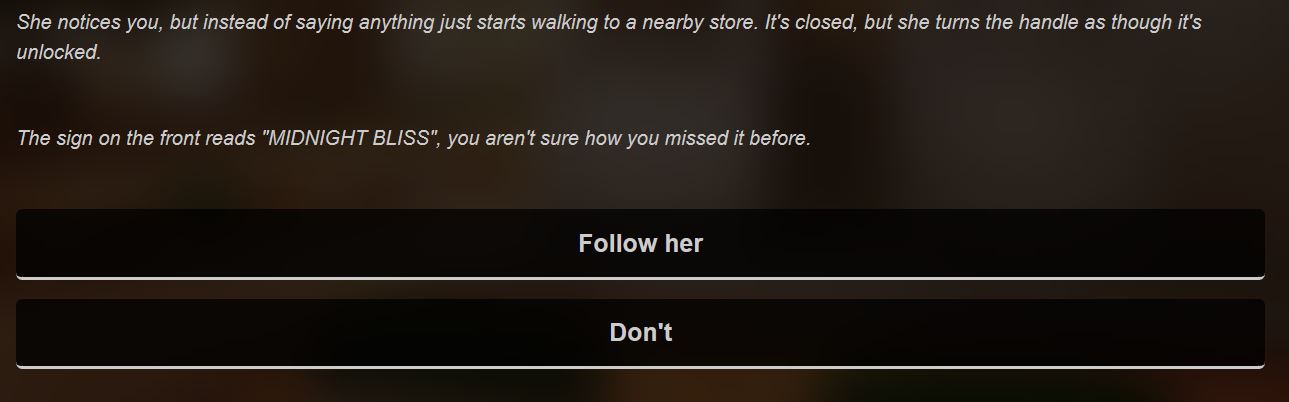 She notices you, but instead of saying anything just starts walking to a nearby store. It's closed, but she turns the handle as though it's
unlocked.
The sign on the front reads "MIDNIGHT BLISS", you aren't sure how you missed it before.
Follow her
Don't